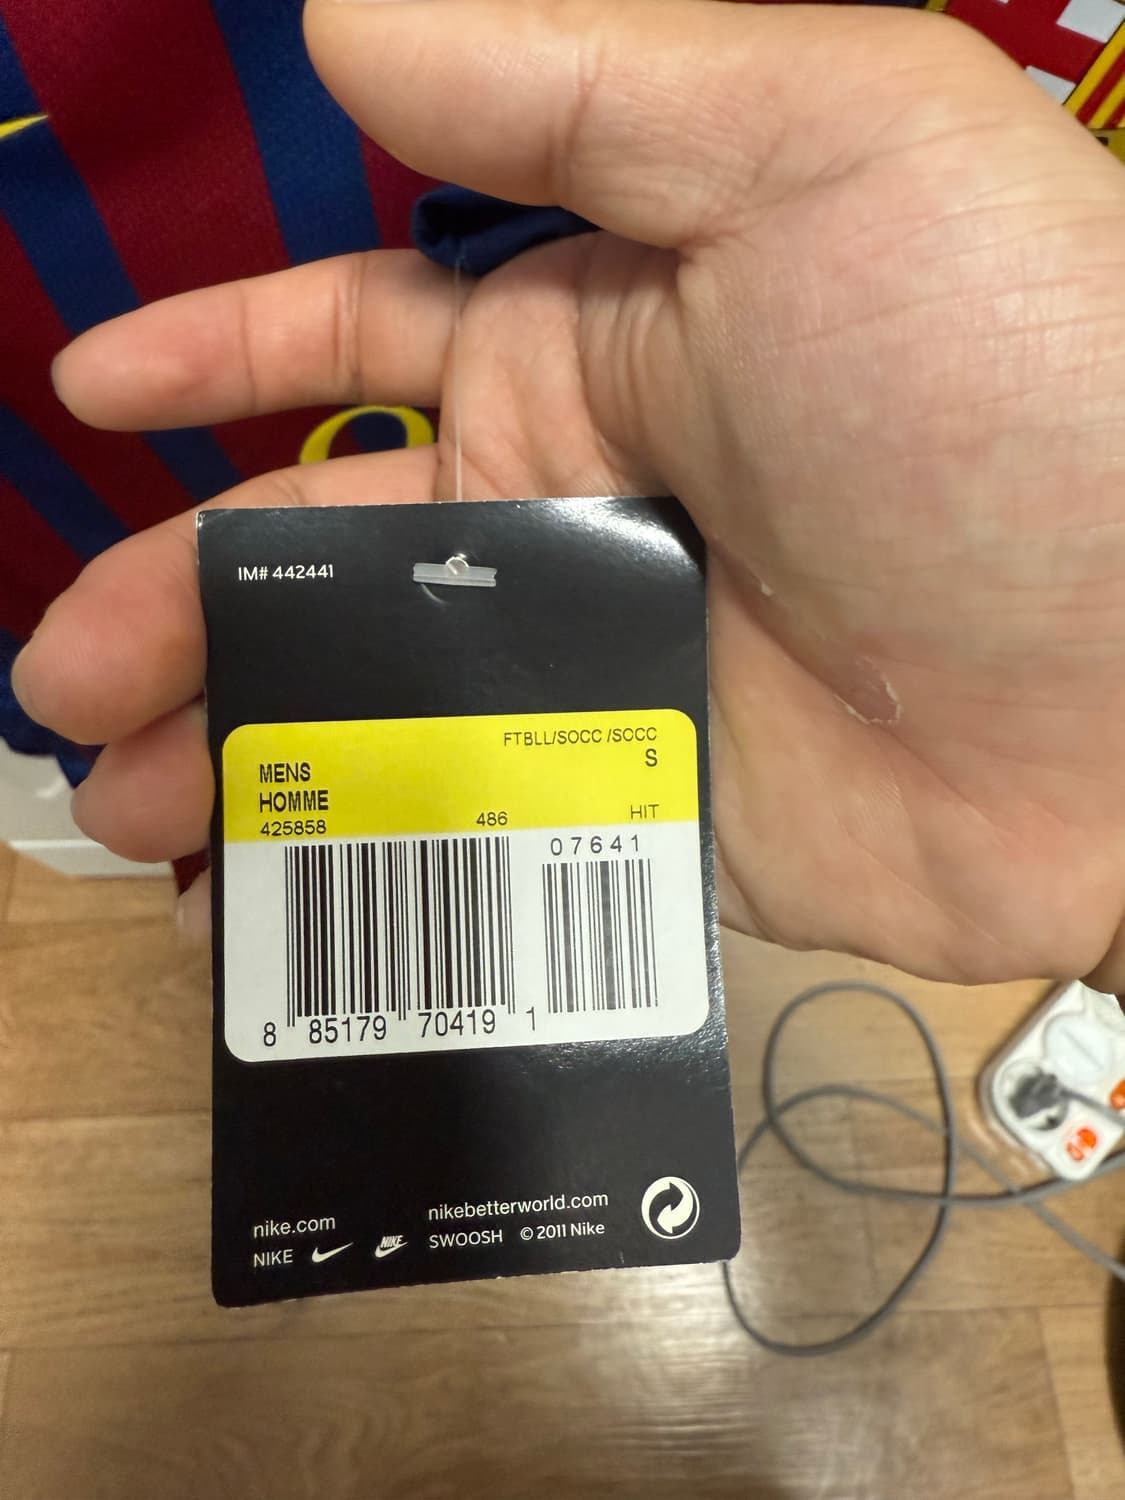 IM# 442441
FTBLL/SOCC /SOCC
S
MENS
HOMME
425858 486 HIT
07641
8 85179 70419 1
nike.com nikebetterworld.com
NIKE NIKE SWOOSH © 2011 Nike